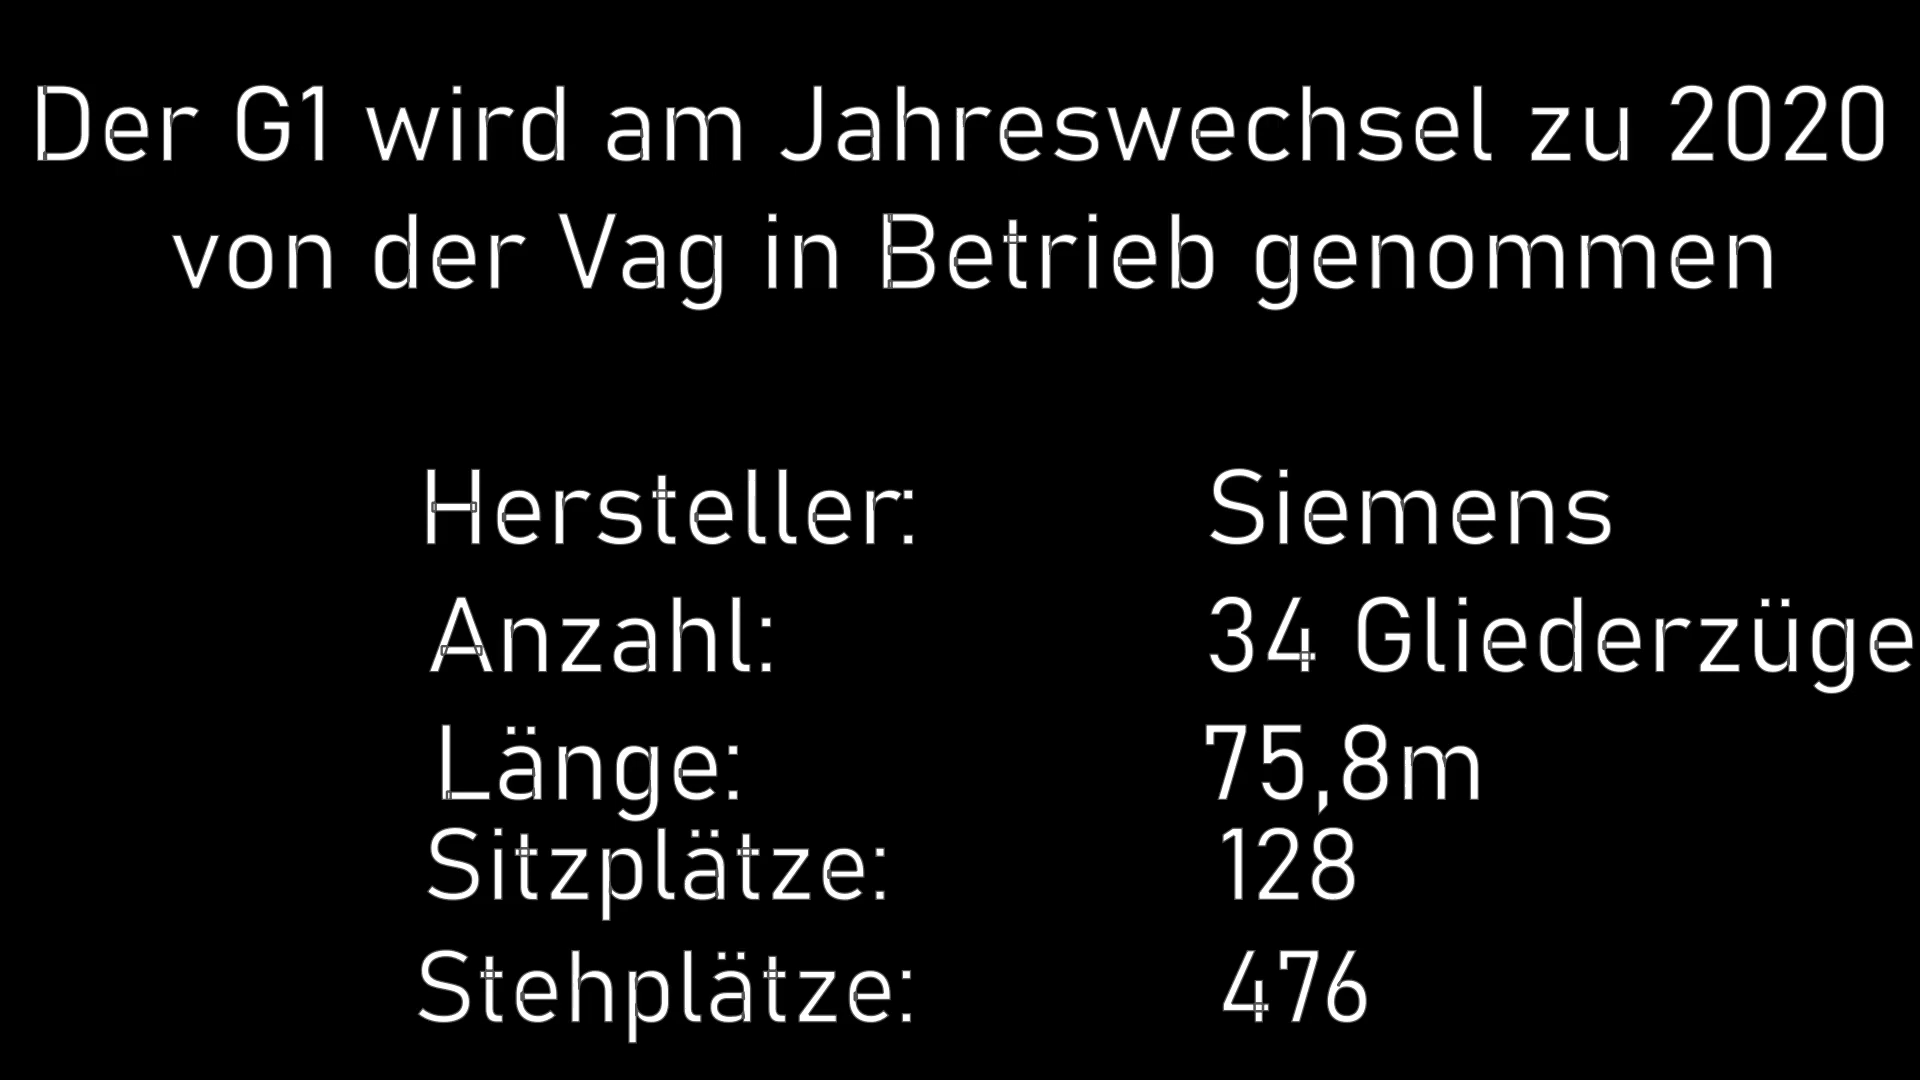 Der G1 wird am Jahreswechsel zu 2020
von der Vag in Betrieb genommen
Hersteller: Siemens
Anzahl: 34 Gliederzüge
Länge: 75,8m
Sitzplätze: 128
Stehplätze: 476